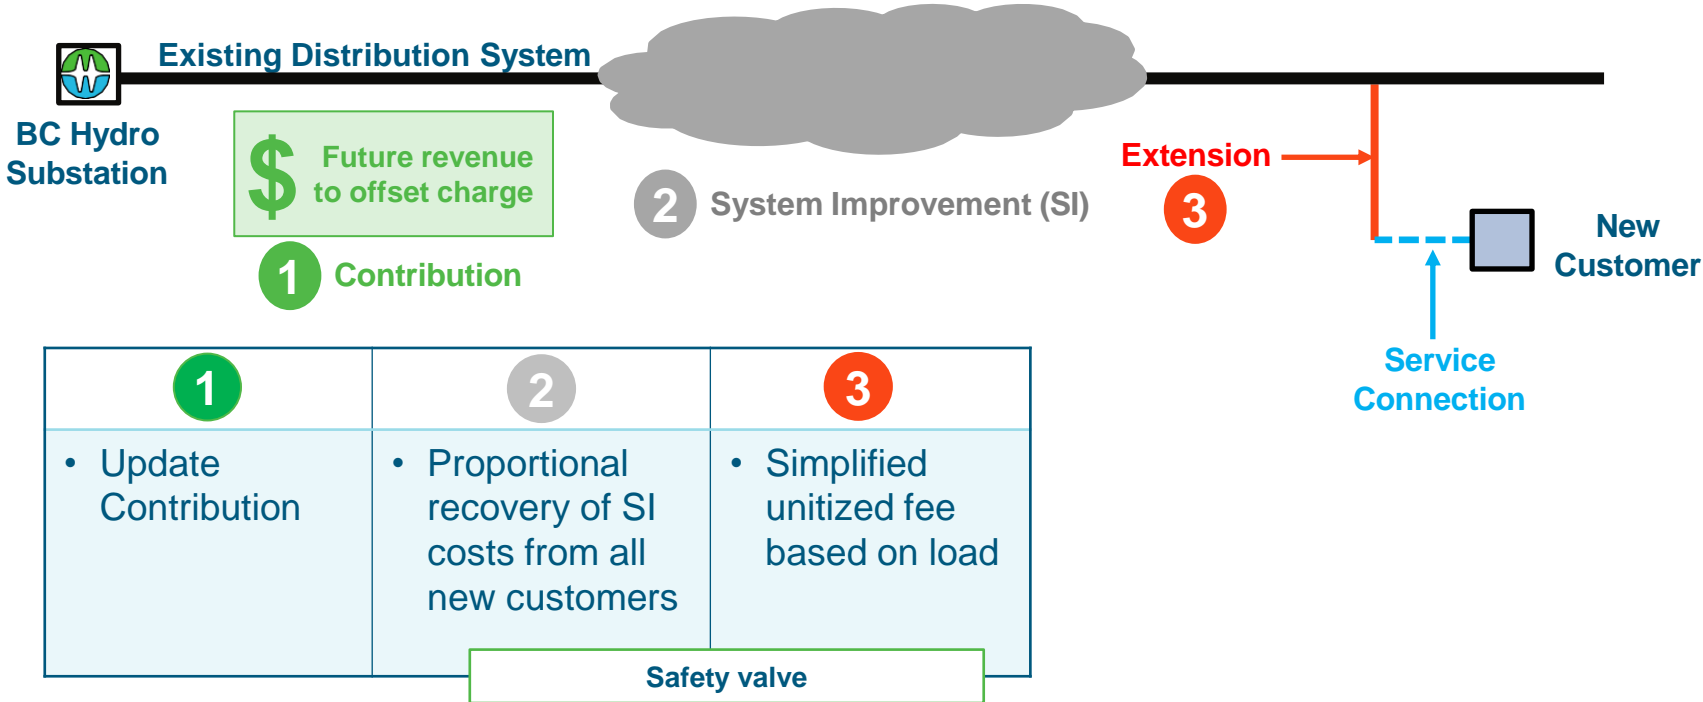 Existing Distribution System
BC Hydro
Substation
$
Future revenue
to offset charge
1
Contribution
2
System Improvement (SI)
Extension
3
New
Customer
Service
Connection
1
2
3
• Update
Contribution
• Proportional
recovery of SI
costs from all
new customers
• Simplified
unitized fee
based on load
Safety valve